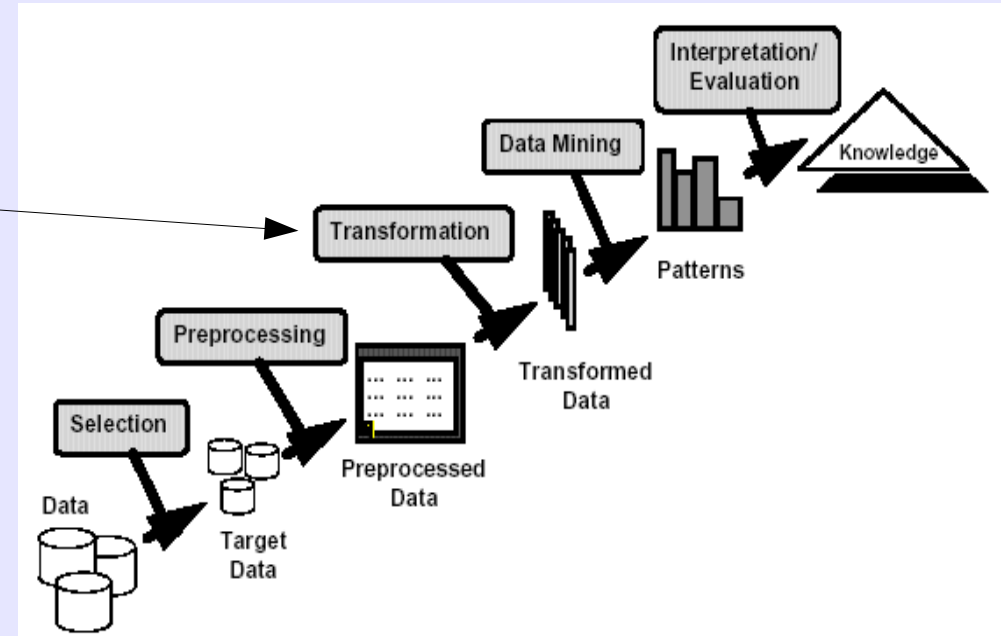 Interpretation/
Evaluation
Data Mining
Knowledge
Transformation
Patterns
Preprocessing
Transformed
Data
Selection
Preprocessed
Data
Data
Target
Data